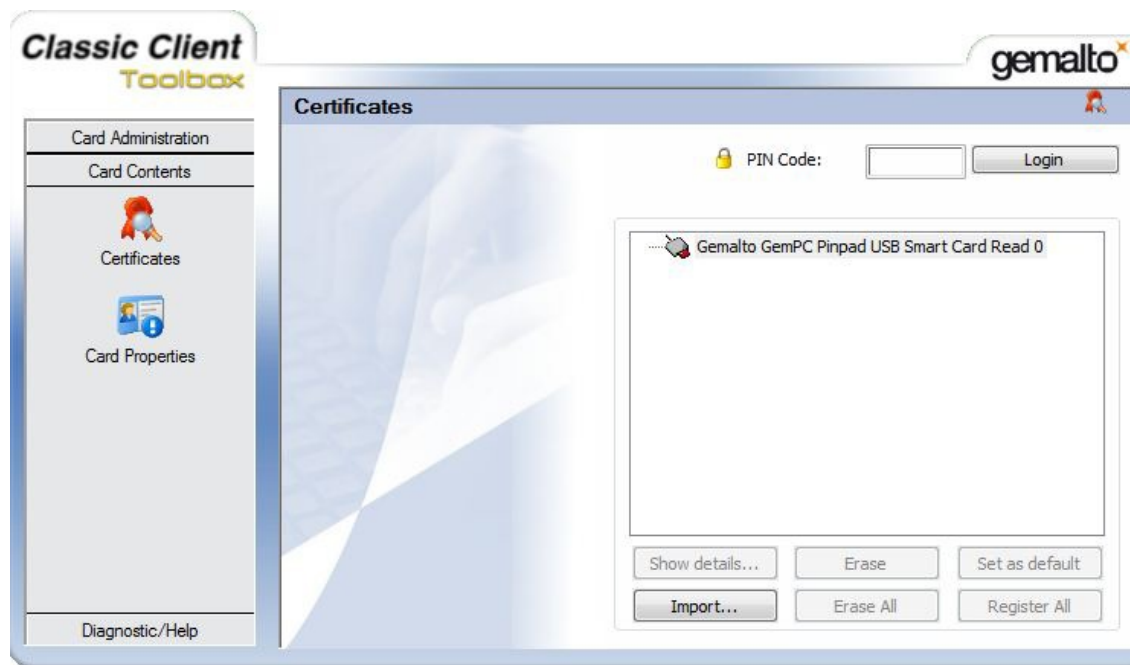 Classic Client
Toolbox
gemalto
Certificates
Card Administration
Card Contents
Certificates
Card Properties
Diagnostic/Help
PIN Code:
Login
Gemalto GemPC Pinpad USB Smart Card Read 0
Show details...
Erase
Set as default
Import...
Erase All
Register All